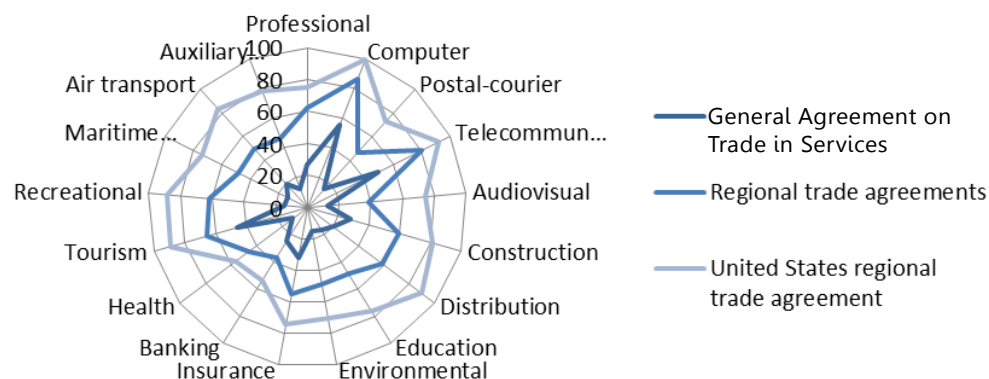 Professional
Computer
Postal-courier
Telecommun...
Audiovisual
Construction
Distribution
Education
Environmental
Insurance
Banking
Health
Tourism
Recreational
Maritime...
Air transport
Auxiliary...
100
80
60
40
20
0
General Agreement on
Trade in Services
Regional trade agreements
United States regional
trade agreement